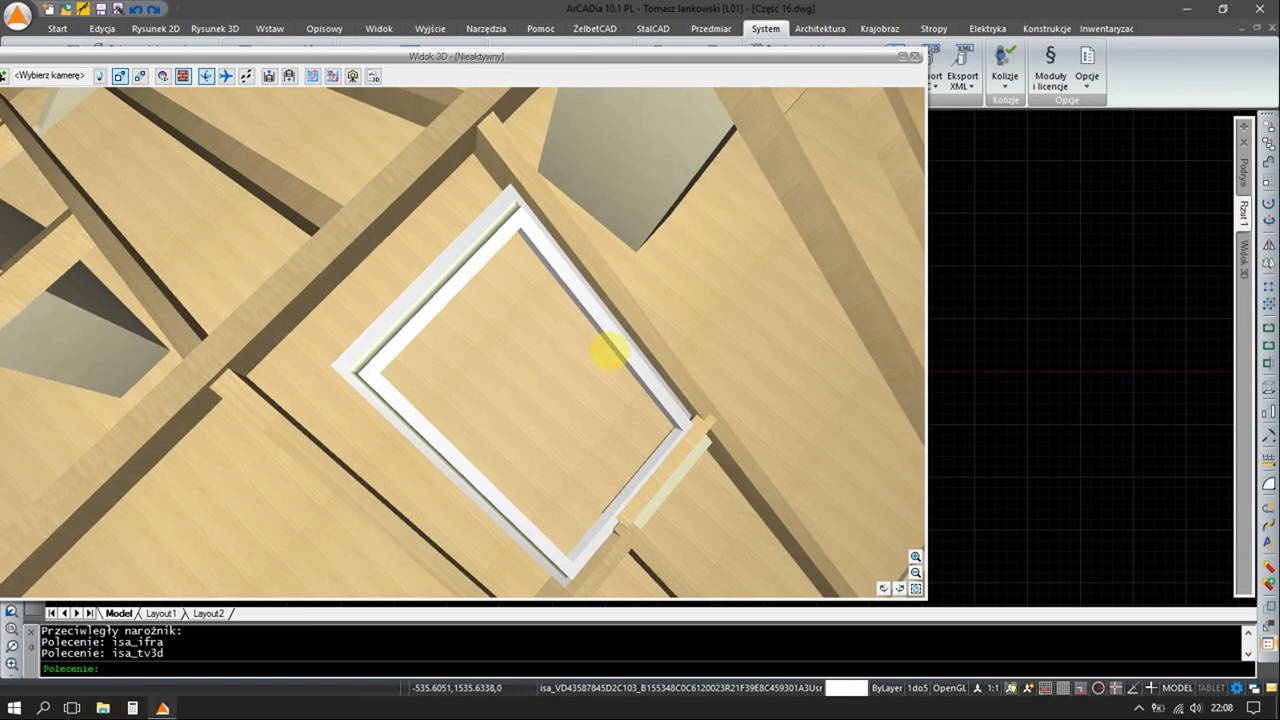 ArCADia 10.1 PL - Tomasz Jankowski [L01] - [Część 16.dwg]
Start Edycja Rysunek 2D Rysunek 3D Wstaw Opisowy Widok Wyjście Narzędzia Pomoc ŻelbetCAD StalCAD Przedmiar System Architektura Krajobraz Konstrukcje Stropy Elektryka Inwentaryzac
Widok 3D - [Nieaktywny]
<Wybierz kamerę>
Eksport XML
Kolizje
Moduły i licencje
Opcje
Kolizje
Opcje
Podrys
Rzut 1
Widok 3D
Model Layout1 Layout2
Przeciwległy narożnik:
Polecenie: isa_ifra
Polecenie: isa_tv3d
Polecenie:
-535.6051,1535.6338,0
ByLayer 1do5 OpenGL 1:1 MODEL TABLET
22:08